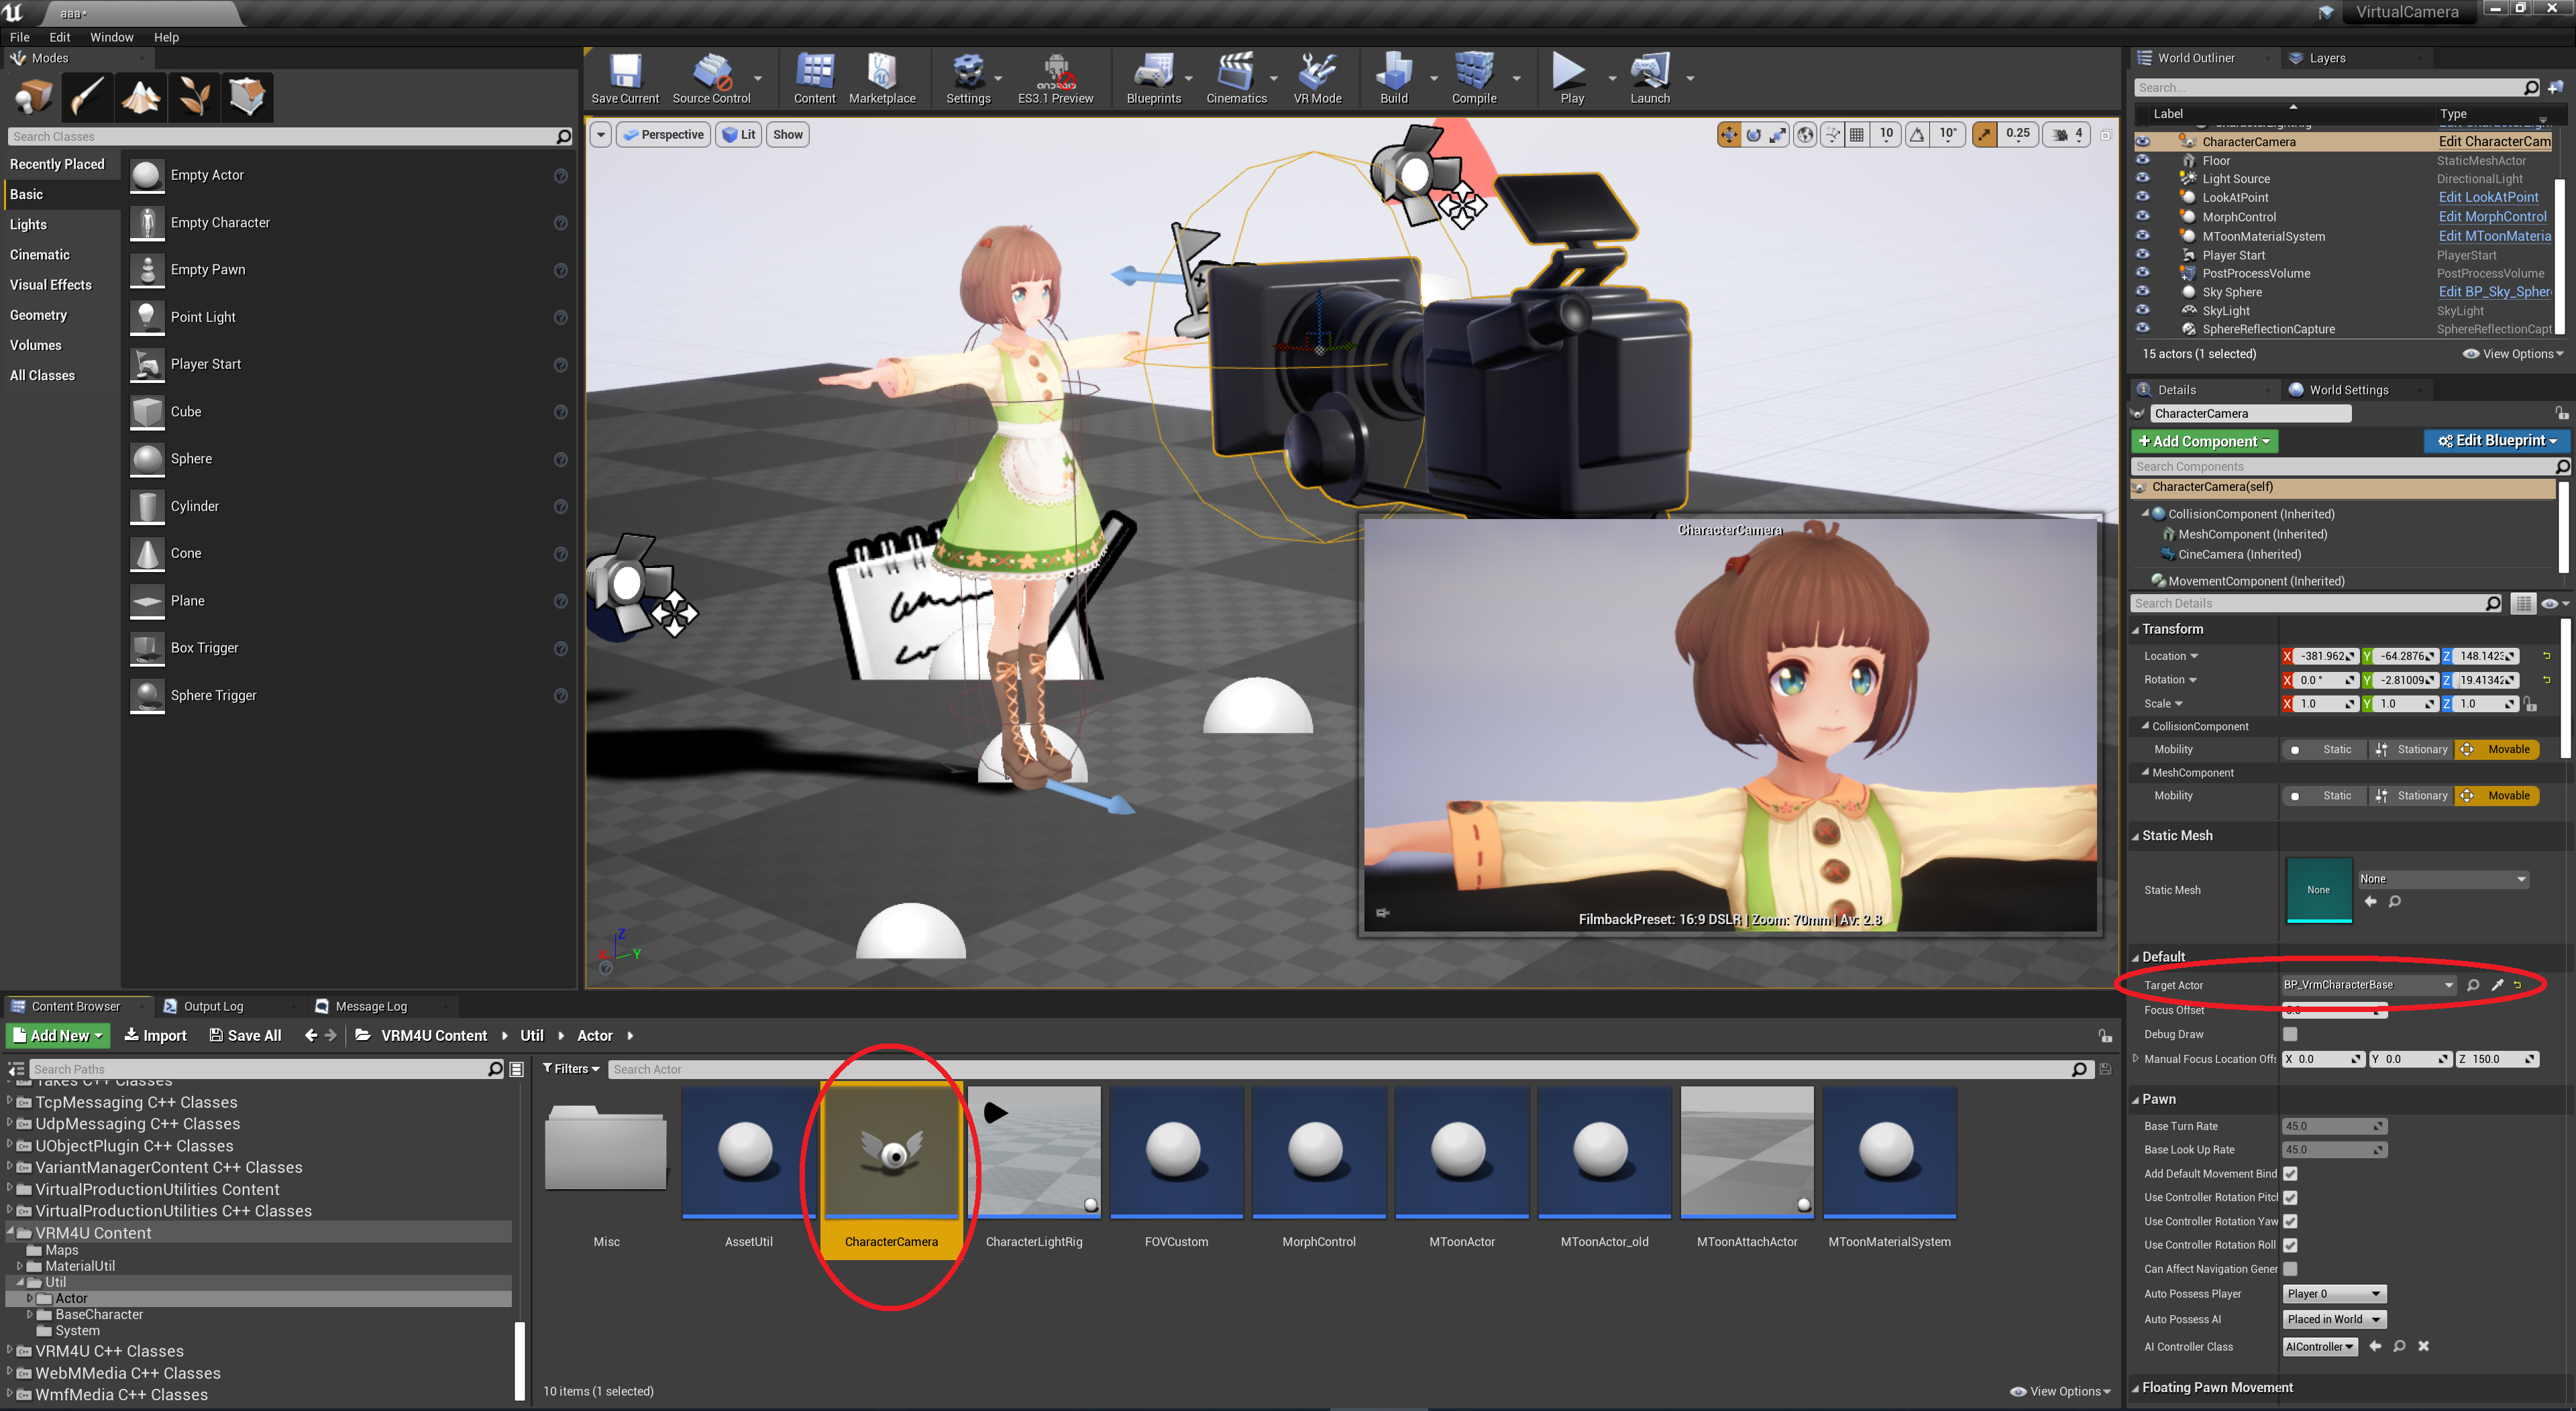 aaa*
VirtualCamera
File Edit Window Help
Modes
Search Classes
Recently Placed
Basic
Lights
Cinematic
Visual Effects
Geometry
Volumes
All Classes
Empty Actor
Empty Character
Empty Pawn
Point Light
Player Start
Cube
Sphere
Cylinder
Cone
Plane
Box Trigger
Sphere Trigger
Save Current Source Control Content Marketplace Settings ES3.1 Preview Blueprints Cinematics VR Mode Build Compile Play Launch
Perspective Lit Show
10 10° 0.25 4
CharacterCamera
FilmbackPreset: 16:9 DSLR | Zoom: 70mm | Av: 2.8
Z
X Y
World Outliner Layers
Search...
Label Type
CharacterCamera Edit CharacterCam
Floor StaticMeshActor
Light Source DirectionalLight
LookAtPoint Edit LookAtPoint
MorphControl Edit MorphControl
MToonMaterialSystem Edit MToonMateria
Player Start PlayerStart
PostProcessVolume PostProcessVolume
Sky Sphere Edit BP_Sky_Spher
SkyLight SkyLight
SphereReflectionCapture SphereReflectionCapt
15 actors (1 selected) View Options
Details World Settings
CharacterCamera
+Add Component Edit Blueprint
Search Components
CharacterCamera(self)
CollisionComponent (Inherited)
MeshComponent (Inherited)
CineCamera (Inherited)
MovementComponent (Inherited)
Search Details
Transform
Location X -381.962 Y -64.2876 Z 148.142
Rotation X 0.0 ° Y -2.81009 Z 19.4134
Scale X 1.0 Y 1.0 Z 1.0
CollisionComponent
Mobility Static Stationary Movable
MeshComponent
Mobility Static Stationary Movable
Static Mesh
Static Mesh None None
Default
Target Actor BP_VrmCharacterBase
Focus Offset
Debug Draw
Manual Focus Location Offs X 0.0 Y 0.0 Z 150.0
Pawn
Base Turn Rate 45.0
Base Look Up Rate 45.0
Add Default Movement Bind
Use Controller Rotation Pitcl
Use Controller Rotation Yaw
Use Controller Rotation Roll
Can Affect Navigation Gener
Auto Possess Player Player 0
Auto Possess AI Placed in World
AI Controller Class AIController
Floating Pawn Movement
Content Browser Output Log Message Log
Add New Import Save All VRM4U Content Util Actor
Search Paths
Takes C++ Classes
TcpMessaging C++ Classes
UdpMessaging C++ Classes
UObjectPlugin C++ Classes
VariantManagerContent C++ Classes
VirtualProductionUtilities Content
VirtualProductionUtilities C++ Classes
VRM4U Content
Maps
MaterialUtil
Util
Actor
BaseCharacter
System
VRM4U C++ Classes
WebMMedia C++ Classes
WmfMedia C++ Classes
Filters Search Actor
Misc AssetUtil CharacterCamera CharacterLightRig FOVCustom MorphControl MToonActor MToonActor_old MToonAttachActor MToonMaterialSystem
10 items (1 selected) View Options